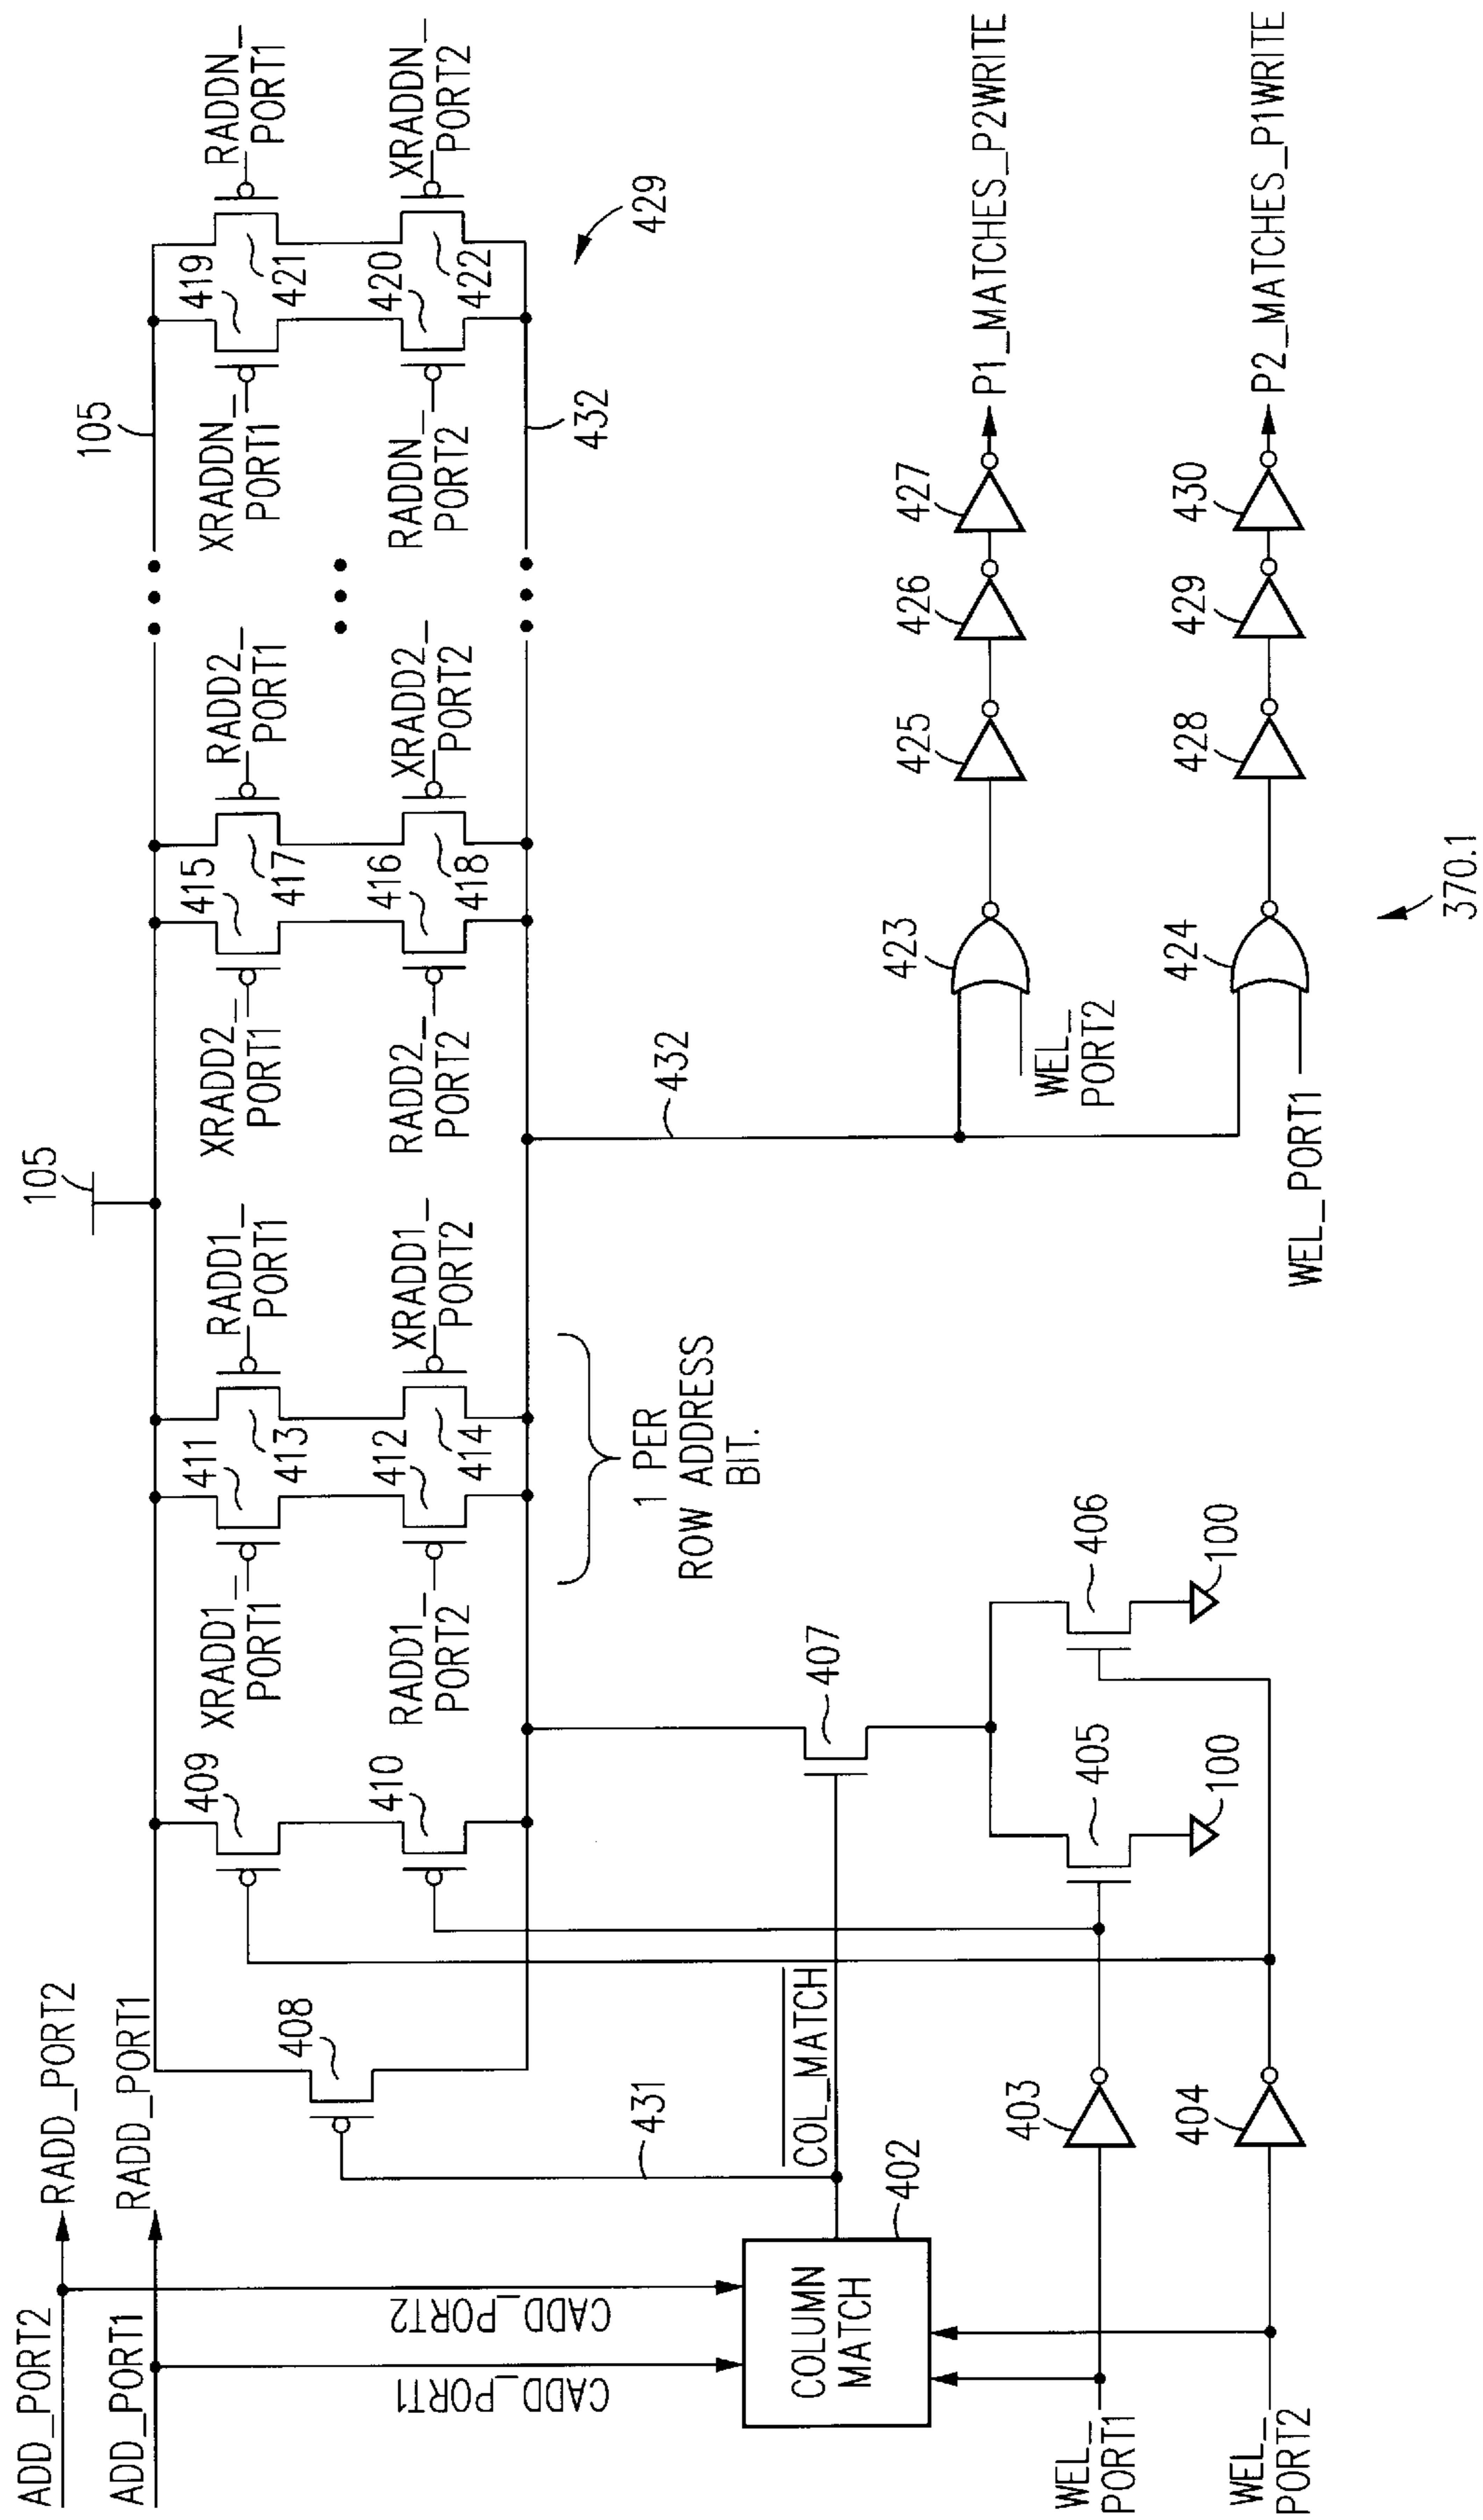 ADD_PORT2
RADD_PORT2
ADD_PORT1
RADD_PORT1
105
105
CADD_PORT1
CADD_PORT2
408
431
409
410
XRADD1_
PORT1
RADD1_
PORT2
411
413
412
414
RADD1_
PORT1
XRADD1_
PORT2
1 PER
ROW ADDRESS
BIT.
XRADD2_
PORT1
RADD2_
PORT2
415
417
416
418
RADD2_
PORT1
XRADD2_
PORT2
XRADDN_
PORT1
RADDN_
PORT2
419
421
420
422
RADDN_
PORT1
XRADDN_
PORT2
432
429
COLUMN
MATCH
402
COL_MATCH
407
432
WEL_
PORT1
WEL_
PORT2
403
404
405
100
406
100
WEL_
PORT2
423
425
426
427
P1_MATCHES_P2WRITE
WEL_PORT1
424
428
429
430
P2_MATCHES_P1WRITE
370.1